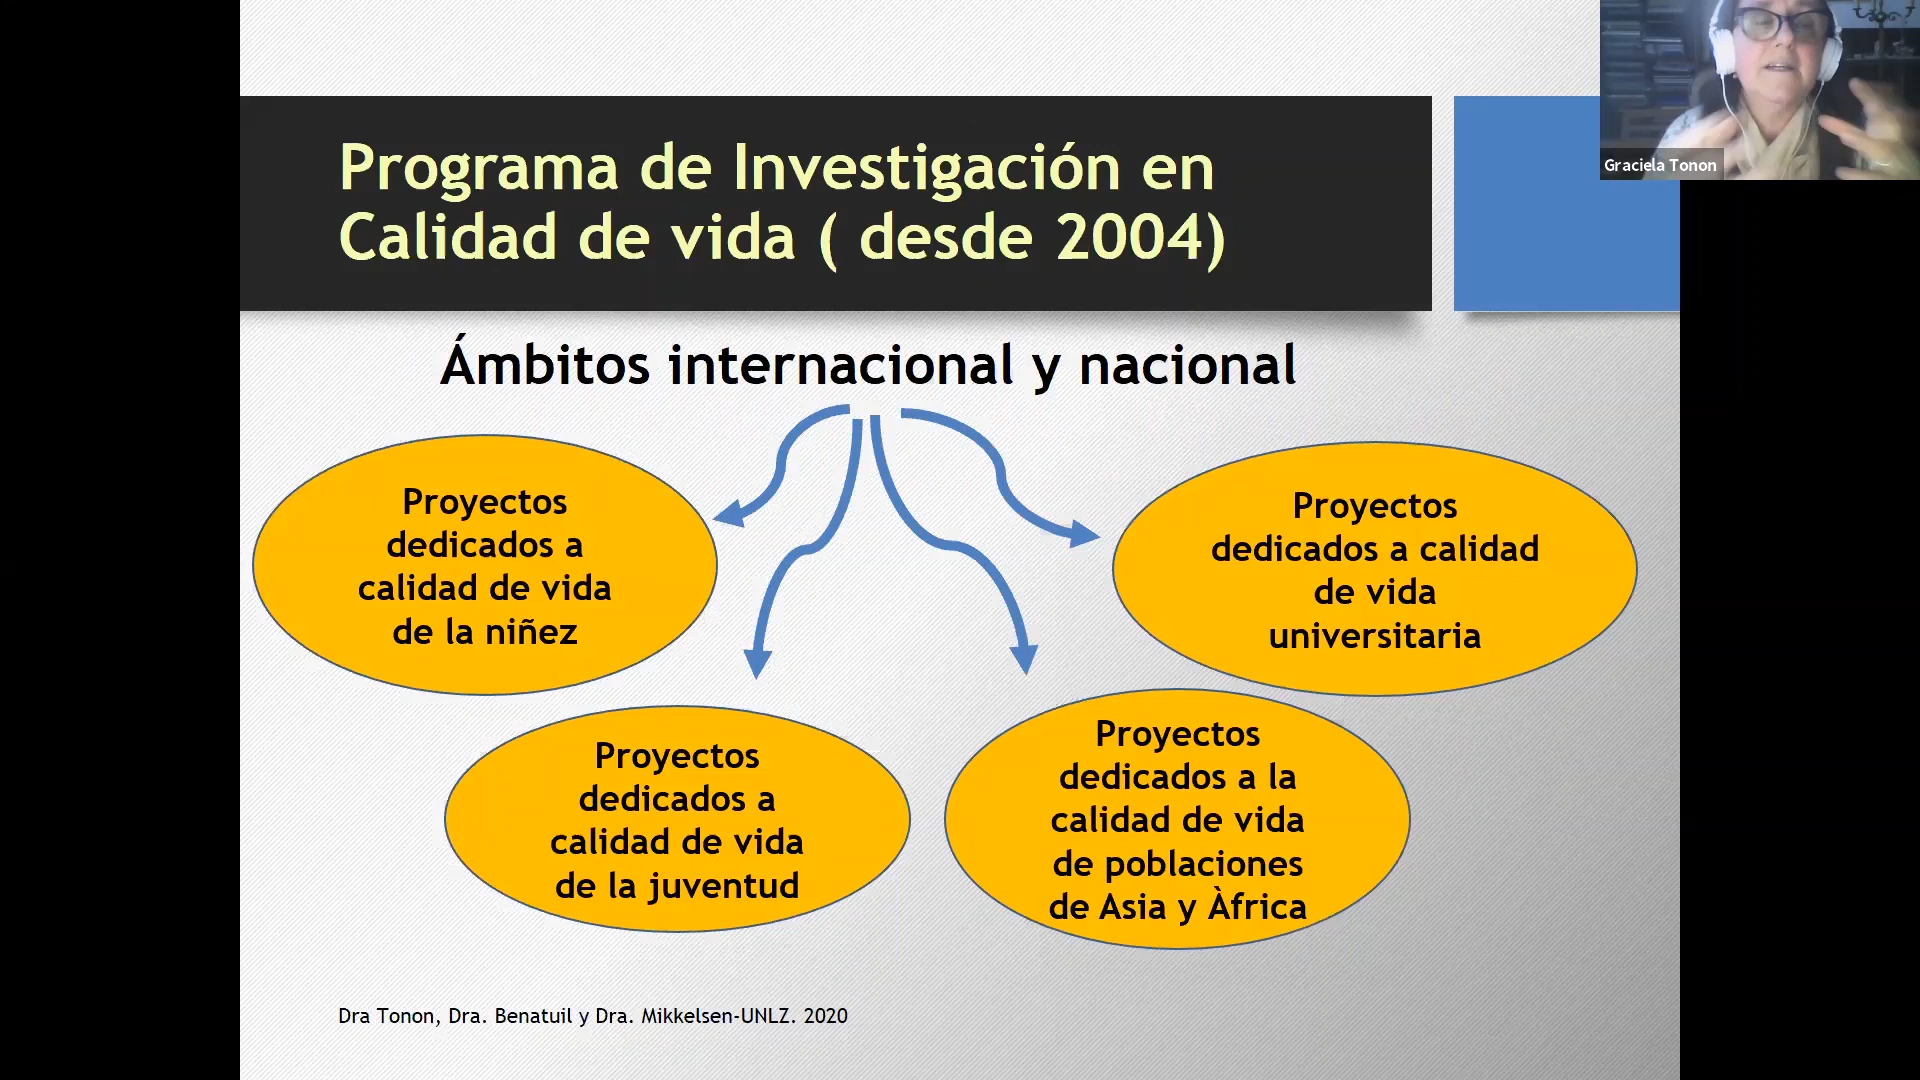 Programa de Investigación en
Calidad de vida ( desde 2004)
Graciela Tonon
Ámbitos internacional y nacional
Proyectos
dedicados a
calidad de vida
de la niñez
Proyectos
dedicados a calidad
de vida
universitaria
Proyectos
dedicados a
calidad de vida
de la juventud
Proyectos
dedicados a la
calidad de vida
de poblaciones
de Asia y Àfrica
Dra Tonon, Dra. Benatuil y Dra. Mikkelsen-UNLZ. 2020